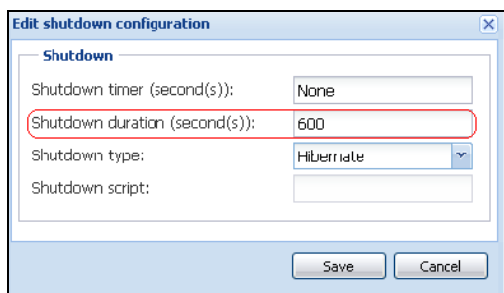 Edit shutdown configuration
Shutdown
Shutdown timer (second(s)): None
Shutdown duration (second(s)): 600
Shutdown type: Hibernate
Shutdown script:
Save Cancel